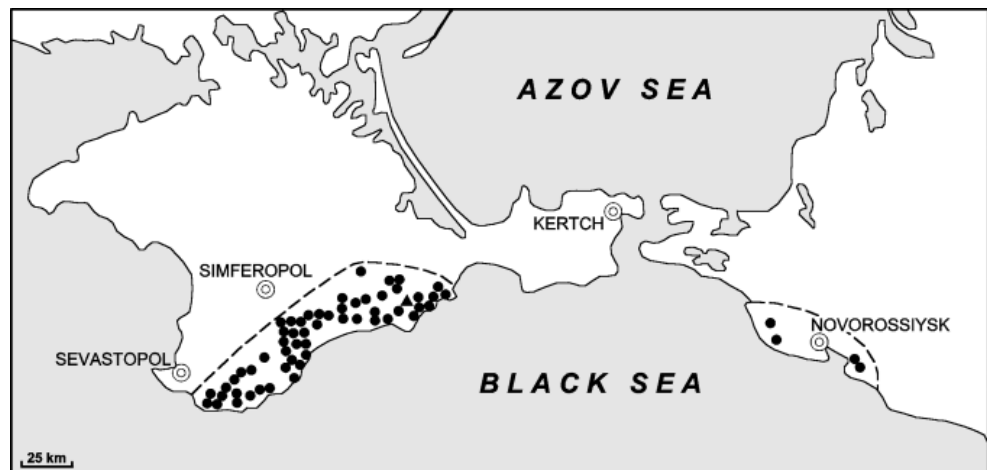 AZOV SEA
KERTCH
SIMFEROPOL
NOVOROSSIYSK
SEVASTOPOL
BLACK SEA
25 km